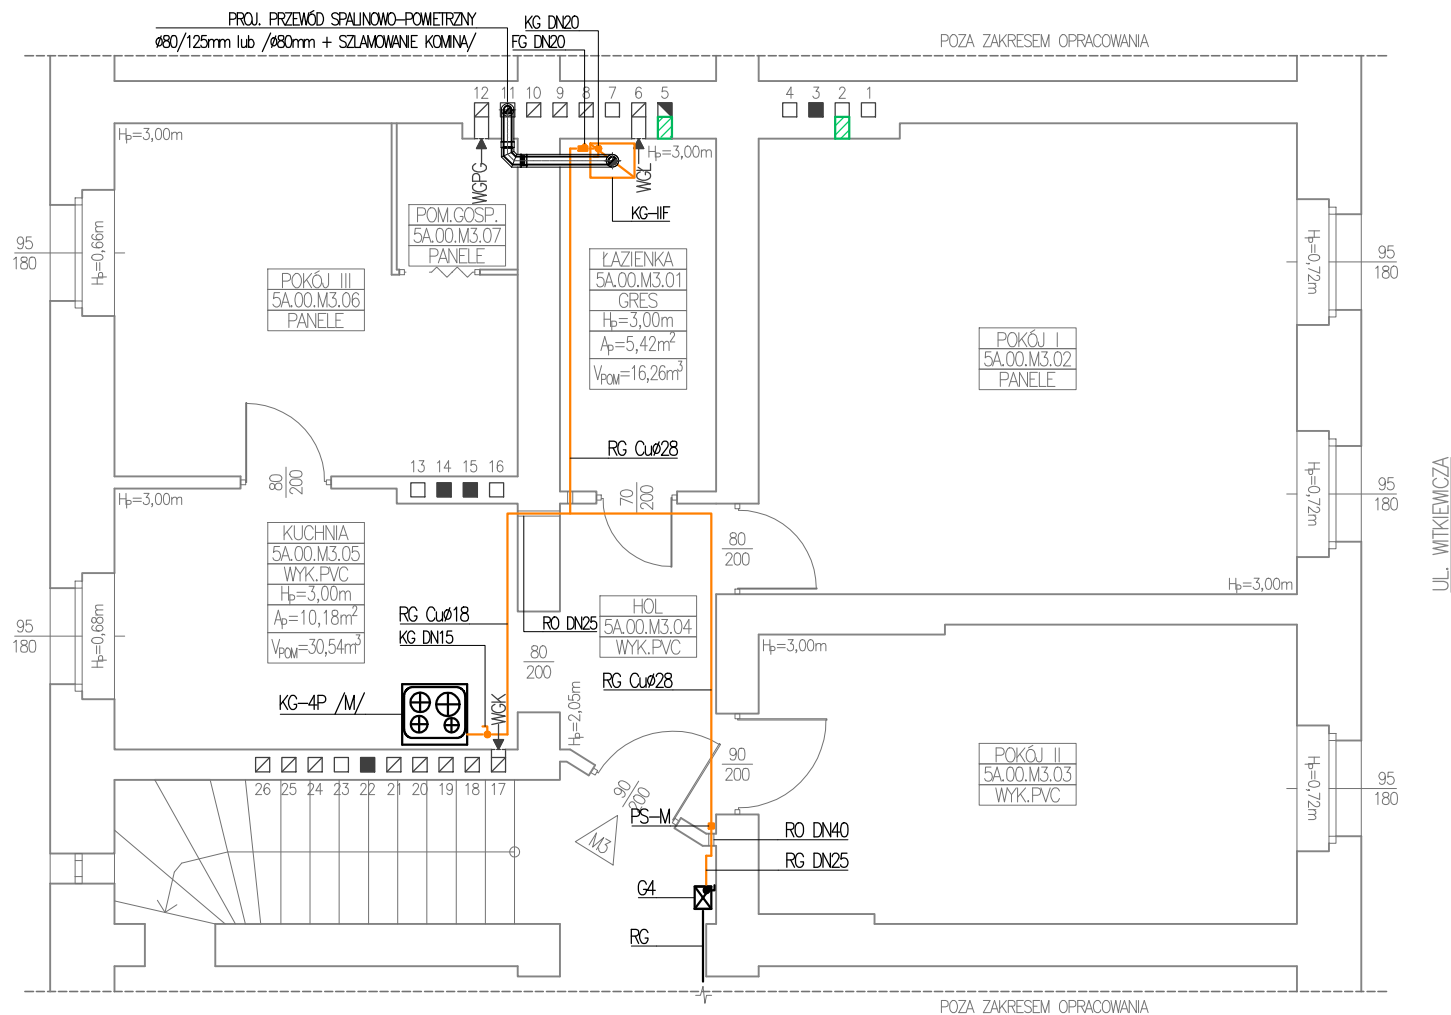 PROJ. PRZEWÓD SPALINOWO-POWIETRZNY
ø80/125mm lub /ø80mm + SZLAMOWANIE KOMINA/
KG DN20
FG DN20
POZA ZAKRESEM OPRACOWANIA
12 11 10 9 8 7 6 5
4 3 2 1
Hp=3,00m
Hp=3,00m
WGPG
WGŁ
KG-IIF
POM.GOSP.
5A.00.M3.07
PANELE
95
180
Hp=0,66m
POKÓJ III
5A.00.M3.06
PANELE
ŁAZIENKA
5A.00.M3.01
GRES
Hp=3,00m
Ap=5,42m²
VPOM=16,26m³
Hp=0,72m
95
180
POKÓJ I
5A.00.M3.02
PANELE
RG Cuø28
13 14 15 16
80
200
70
200
Hp=3,00m
Hp=0,72m
95
180
UL. WITKIEWICZA
KUCHNIA
5A.00.M3.05
WYK.PVC
Hp=3,00m
Ap=10,18m²
VPOM=30,54m³
80
200
Hp=3,00m
95
180
Hp=0,68m
RG Cuø18
KG DN15
RO DN25
HOL
5A.00.M3.04
WYK.PVC
Hp=3,00m
80
200
RG Cuø28
KG-4P /M/
WGK
Hp=2,05m
90
200
POKÓJ II
5A.00.M3.03
WYK.PVC
Hp=0,72m
95
180
26 25 24 23 22 21 20 19 18 17
90
200
PS-M
M3
RO DN40
RG DN25
G4
RG
POZA ZAKRESEM OPRACOWANIA